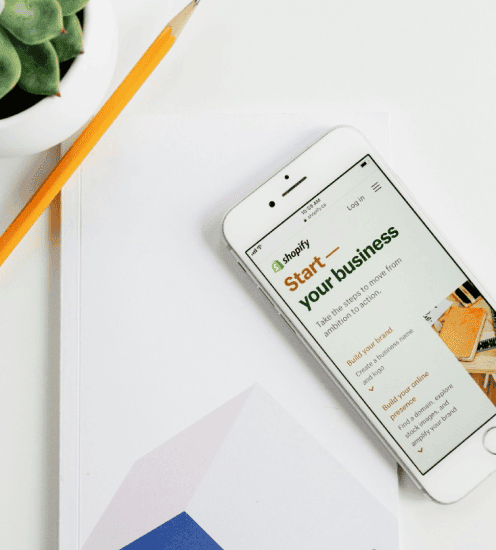 10:08 AM
shopify.ca
Log in
shopify
Start —
your business
Take the steps to move from
ambition to action.
Build your brand
Create a business name
and logo
Build your online
presence
Find a domain, explore
stock images, and
amplify your brand